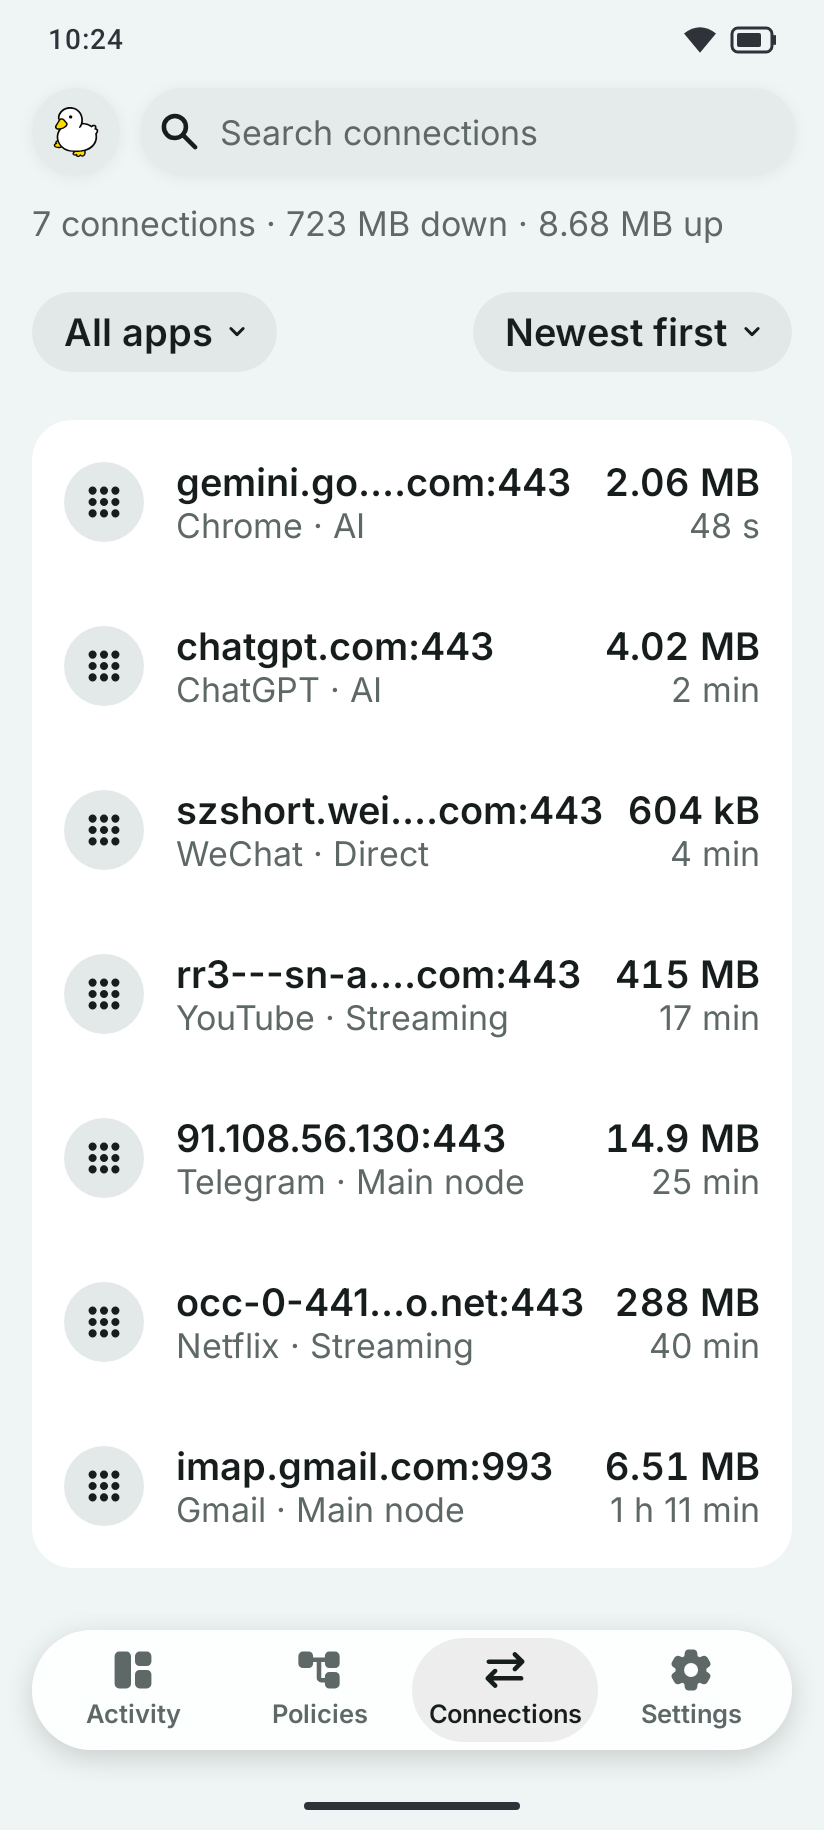 10:24
Search connections
7 connections · 723 MB down · 8.68 MB up
All apps
Newest first
gemini.go....com:443 2.06 MB
Chrome · AI 48 s
chatgpt.com:443 4.02 MB
ChatGPT · AI 2 min
szshort.wei....com:443 604 kB
WeChat · Direct 4 min
rr3---sn-a....com:443 415 MB
YouTube · Streaming 17 min
91.108.56.130:443 14.9 MB
Telegram · Main node 25 min
occ-0-441...o.net:443 288 MB
Netflix · Streaming 40 min
imap.gmail.com:993 6.51 MB
Gmail · Main node 1 h 11 min
Activity Policies Connections Settings